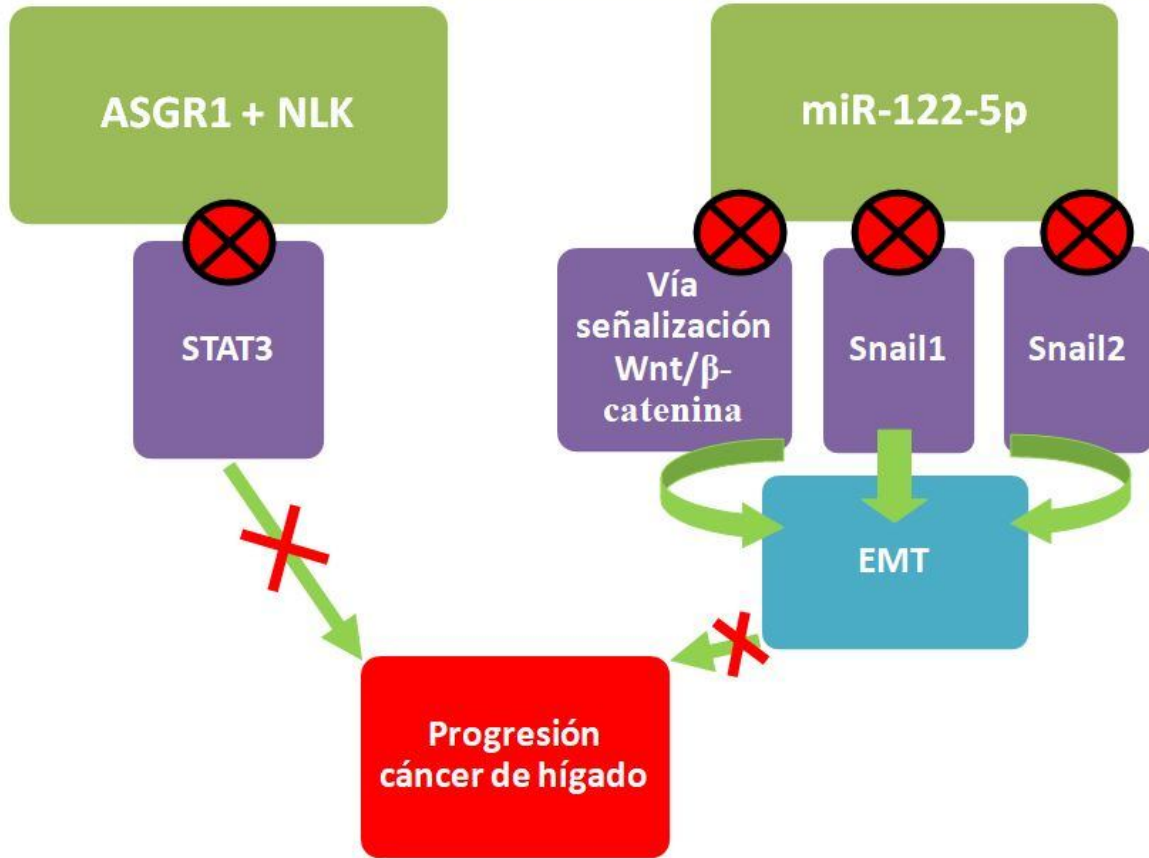 ASGR1 + NLK
miR-122-5p
STAT3
Vía
señalización
Wnt/β-
catenina
Snail1
Snail2
EMT
Progresión
cáncer de hígado